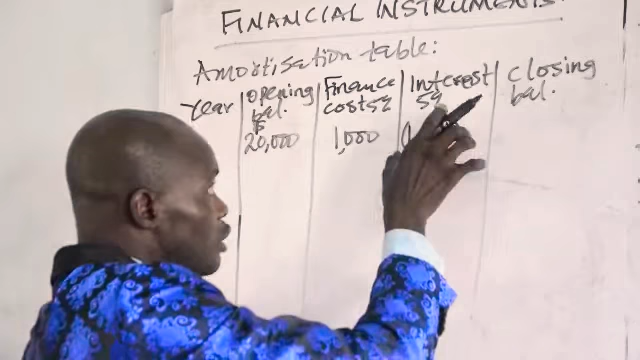 FINANCIAL INSTRUMENTS.
Amortisation table:
Year opening bal. Finance costs 5% Interest 5% closing bal.
$
20,000 1,000